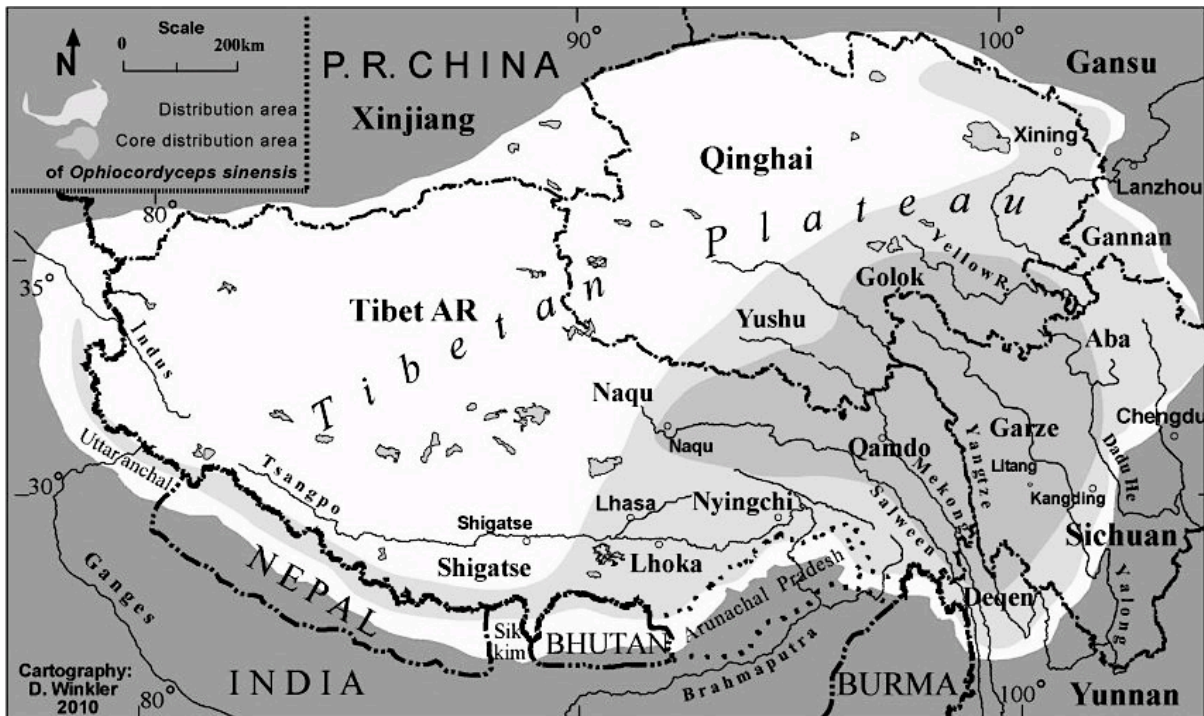 Scale
0 200km
N
Distribution area
Core distribution area
of Ophiocordyceps sinensis
90°
100°
P. R. CHINA
Xinjiang
Gansu
Qinghai
Xining
Lanzhou
80°
35°
Tibetan Plateau
Gannan
Yellow R.
Golok
Tibet AR
Indus
Yushu
Aba
Naqu
Naqu
Qamdo
Garze
Chengdu
Uttaranchal
Tsangpo
Mekong
Yangtze
Litang
Kangding
Dadu He
30°
Lhasa
Nyingchi
Salween
Shigatse
Shigatse
Lhoka
Sichuan
Ganges
NEPAL
Sik
kim
BHUTAN
Arunachal Pradesh
Deqen
Yalong
Brahmaputra
INDIA
BURMA
Yunnan
Cartography:
D. Winkler
2010
80°
100°